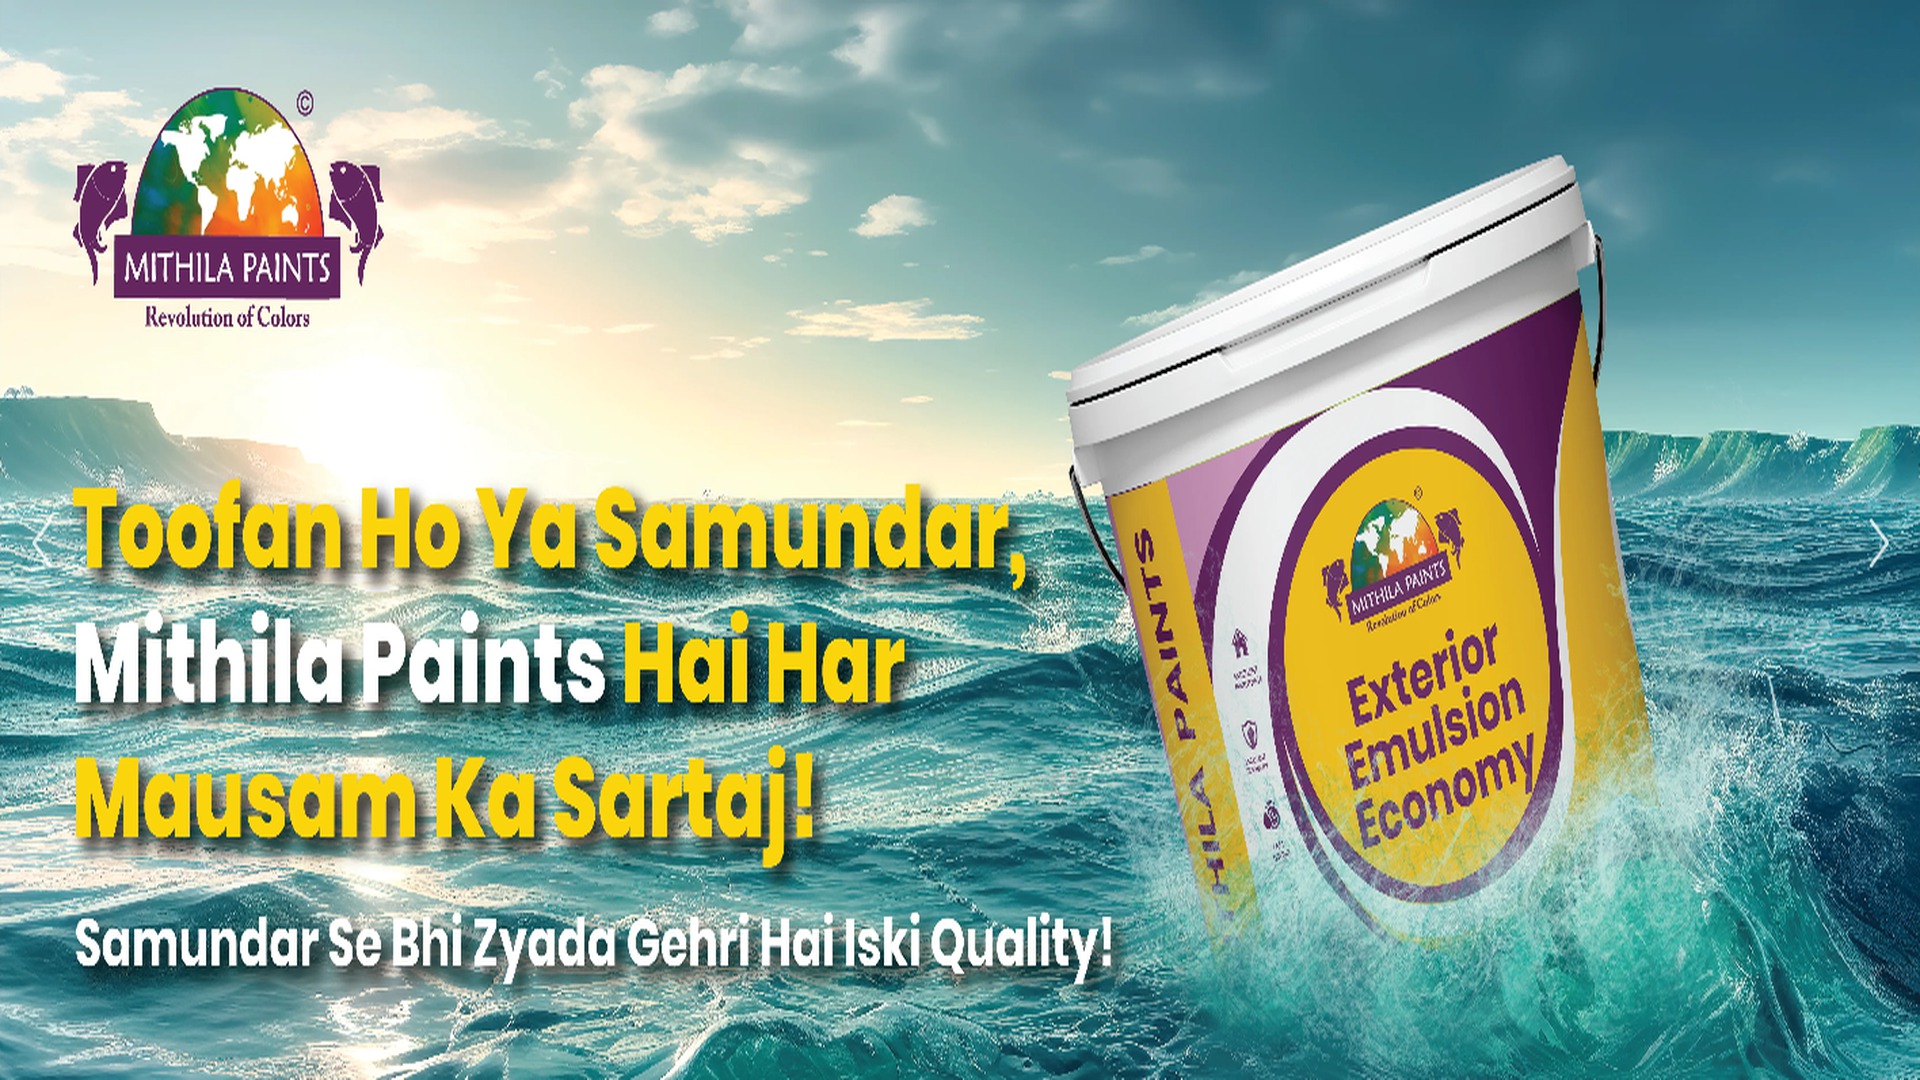 ©
MITHILA PAINTS
Revolution of Colors
Toofan Ho Ya Samundar,
Mithila Paints Hai Har
Mausam Ka Sartaj!
Samundar Se Bhi Zyada Gehri Hai Iski Quality!
HILA PAINTS
©
MITHILA PAINTS
Revolution of Colors
Exterior
Emulsion
Economy